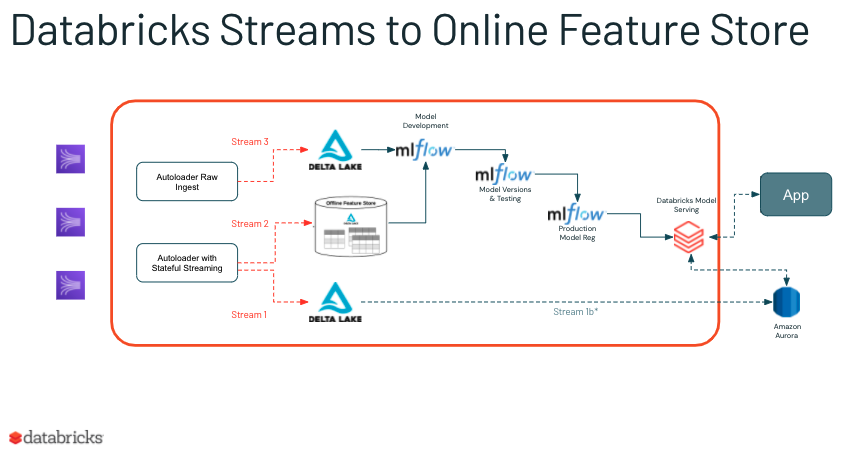 Databricks Streams to Online Feature Store
Model
Development
Stream 3
DELTA LAKE
mlflow
Autoloader Raw
Ingest
mlflow
Model Versions
& Testing
Offline Feature Store
Stream 2
mlflow
Production
Model Reg
Databricks Model
Serving
App
Autoloader with
Stateful Streaming
Stream 1
DELTA LAKE
Stream 1b*
Amazon
Aurora
databricks